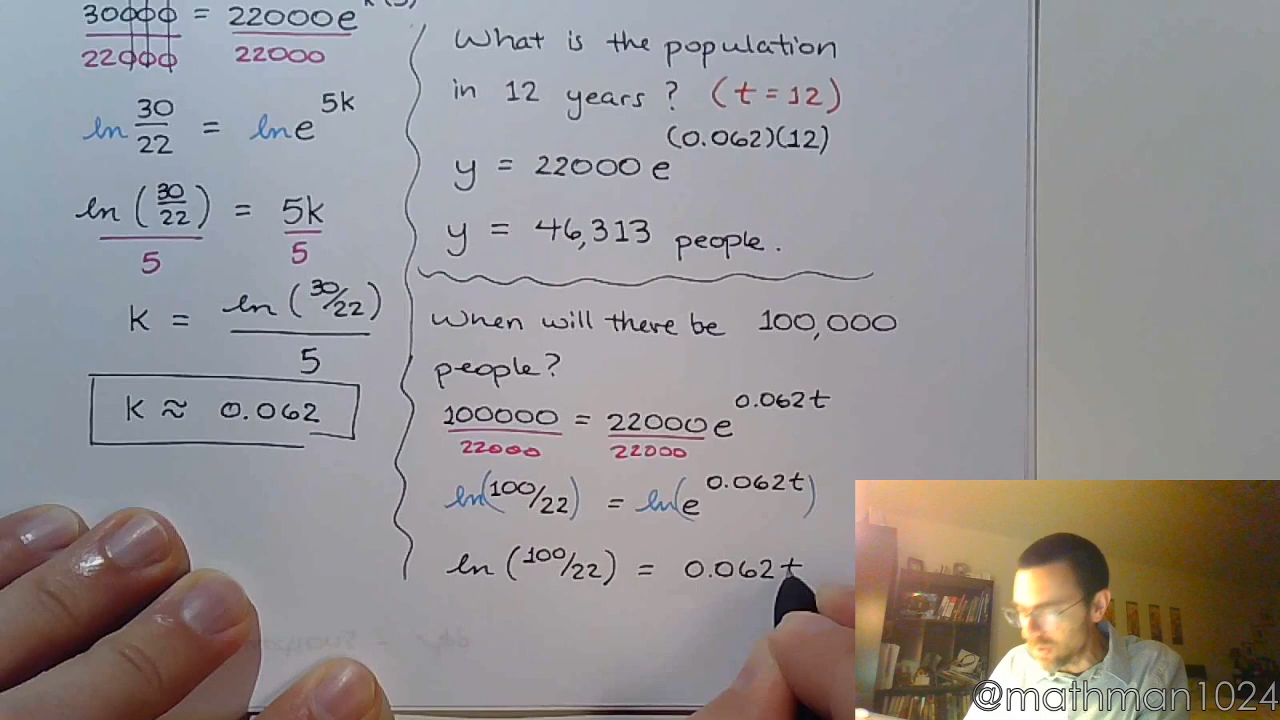 30000 = 22000e^k(5)
22000 22000
ln 30/22 = ln e^5k
ln (30/22) = 5k
5 5
k = ln (30/22)
5
k ≈ 0.062
What is the population
in 12 years? (t = 12)
y = 22000 e^(0.062)(12)
y = 46,313 people.
When will there be 100,000
people?
100000 = 22000e^0.062t
22000 22000
ln(100/22) = ln(e^0.062t)
ln (100/22) = 0.062t
@mathman1024